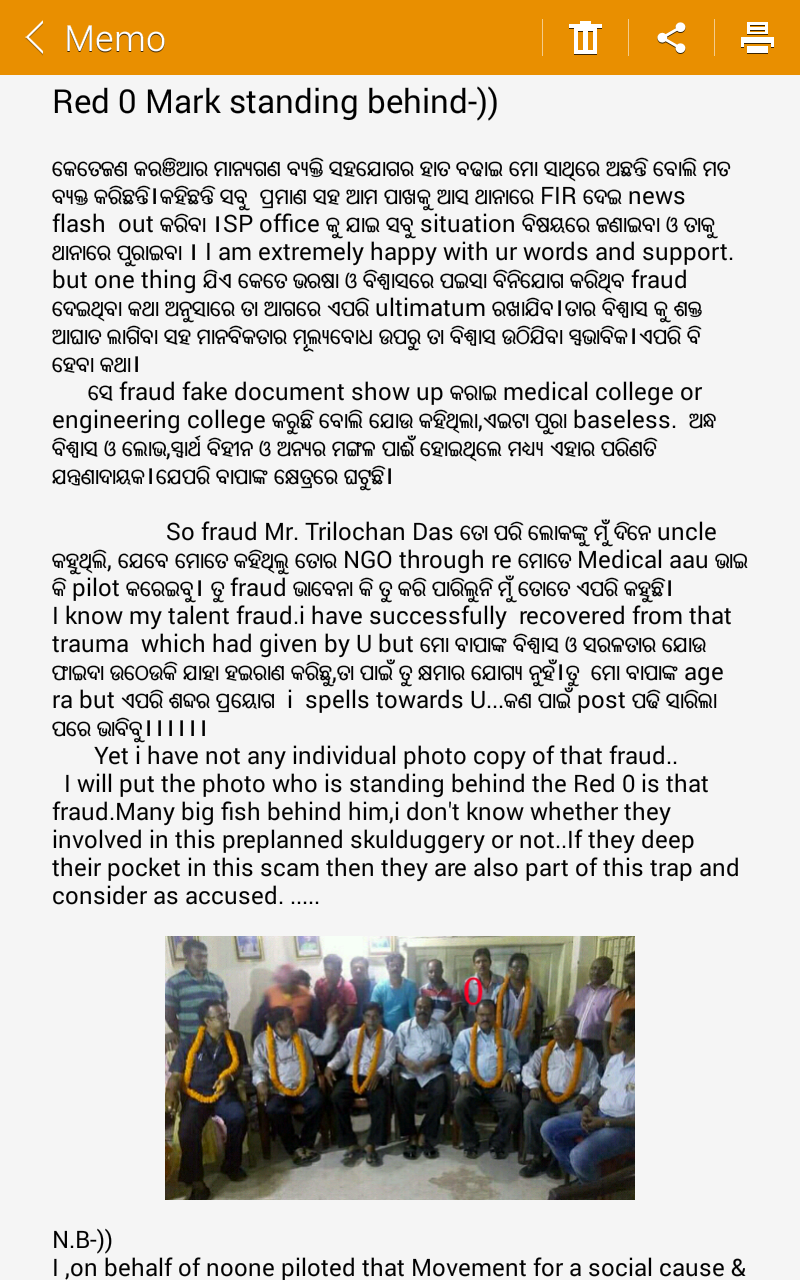 Memo
Red 0 Mark standing behind-))
କେତେଜଣ କରଞ୍ଜିଆର ମାନ୍ୟଗଣ ବ୍ୟକ୍ତି ସହଯୋଗର ହାତ ବଢାଇ ମୋ ସାଥିରେ ଅଛନ୍ତି ବୋଲି ମତ
ବ୍ୟକ୍ତ କରିଛନ୍ତି।କହିଛନ୍ତି ସବୁ  ପ୍ରମାଣ ସହ ଆମ ପାଖକୁ ଆସ ଥାନାରେ FIR ଦେଇ news
flash  out କରିବା ।SP office କୁ ଯାଇ ସବୁ situation ବିଷୟରେ ଜଣାଇବା ଓ ତାକୁ
ଥାନାରେ ପୁରାଇବା । I am extremely happy with ur words and support.
but one thing ଯିଏ କେତେ ଭରଷା ଓ ବିଶ୍ୱାସରେ ପଇସା ବିନିଯୋଗ କରିଥିବ fraud
ଦେଇଥିବା କଥା ଅନୁସାରେ ତା ଆଗରେ ଏପରି ultimatum ରଖାଯିବ।ତାର ବିଶ୍ୱାସ କୁ ଶକ୍ତ
ଆଘାତ ଲାଗିବା ସହ ମାନବିକତାର ମୂଲ୍ୟବୋଧ ଉପରୁ ତା ବିଶ୍ୱାସ ଉଠିଯିବା ସ୍ୱଭାବିକ।ଏପରି ବି
ହେବା କଥା।
ସେ fraud fake document show up କରାଇ medical college or
engineering college କରୁଛି ବୋଲି ଯୋଉ କହିଥିଲା,ଏଇଟା ପୁରା baseless.  ଅନ୍ଧ
ବିଶ୍ୱାସ ଓ ଲୋଭ,ସ୍ୱାର୍ଥ ବିହୀନ ଓ ଅନ୍ୟର ମଙ୍ଗଳ ପାଇଁ ହୋଇଥିଲେ ମଧ୍ୟ ଏହାର ପରିଣତି
ଯନ୍ତ୍ରଣାଦାୟକ।ଯେପରି ବାପାଙ୍କ କ୍ଷେତ୍ରରେ ଘଟୁଛି।
So fraud Mr. Trilochan Das ତୋ ପରି ଲୋକଙ୍କୁ ମୁଁ ଦିନେ uncle
କହୁଥିଲି, ଯେବେ ମୋତେ କହିଥିଲୁ ତୋର NGO through re ମୋତେ Medical aau ଭାଇ
କି pilot କରେଇବୁ। ତୁ fraud ଭାବେନା କି ତୁ କରି ପାରିଲୁନି ମୁଁ ତୋତେ ଏପରି କହୁଛି।
I know my talent fraud.i have successfully  recovered from that
trauma  which had given by U but ମୋ ବାପାଙ୍କ ବିଶ୍ୱାସ ଓ ସରଳତାର ଯୋଉ
ଫାଇଦା ଉଠେଉକି ଯାହା ହଇରାଣ କରିଛୁ,ତା ପାଇଁ ତୁ କ୍ଷମାର ଯୋଗ୍ୟ ନୁହଁ।ତୁ  ମୋ ବାପାଙ୍କ age
ra but ଏପରି ଶବ୍ଦର ପ୍ରୟୋଗ  i  spells towards U...କଣ ପାଇଁ post ପଢି ସାରିଲା
ପରେ ଭାବିବୁ।।।।।।
Yet i have not any individual photo copy of that fraud..
I will put the photo who is standing behind the Red 0 is that
fraud.Many big fish behind him,i don't know whether they
involved in this preplanned skulduggery or not..If they deep
their pocket in this scam then they are also part of this trap and
consider as accused. .....
0
N.B-))
I ,on behalf of noone piloted that Movement for a social cause &